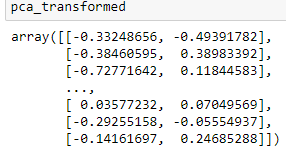 pca_transformed
array([[-0.33248656, -0.49391782],
[-0.38460595, 0.38983392],
[-0.72771642, 0.11844583],
...,
[ 0.03577232, 0.07049569],
[-0.29255158, -0.05554937],
[-0.14161697, 0.24685288]])